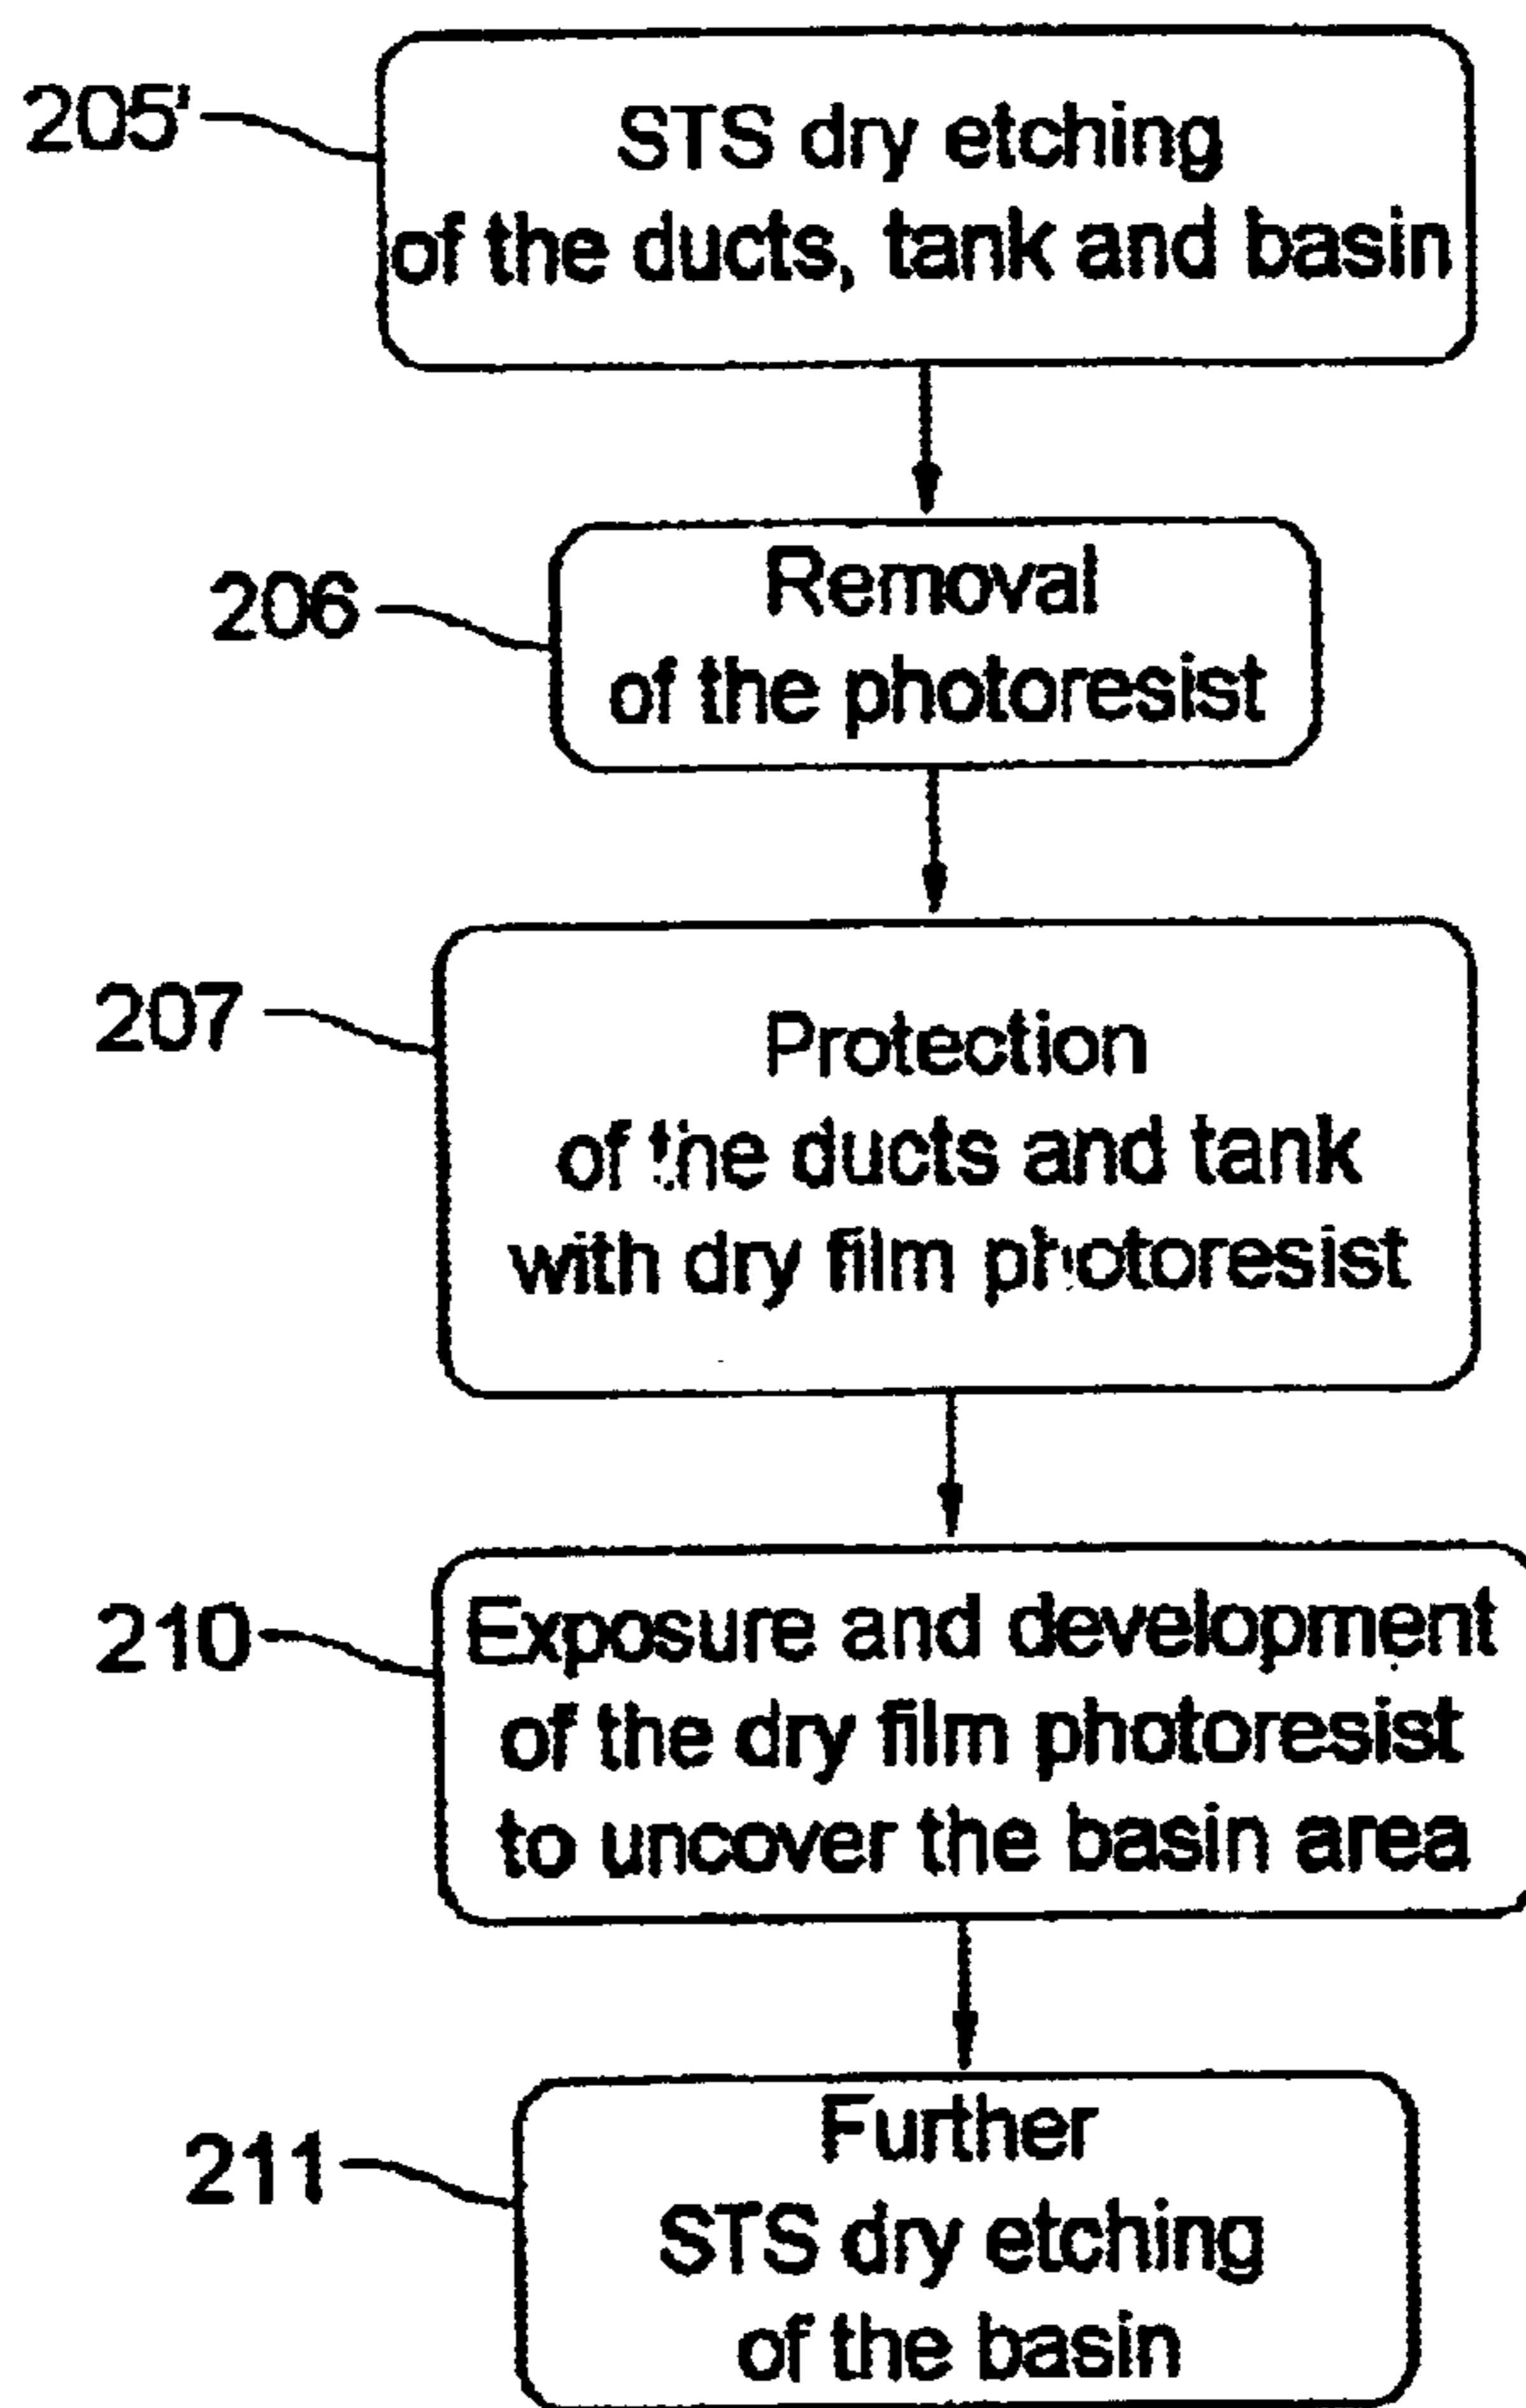 205'
STS dry etching
of the ducts, tank and basin
206
Removal
of the photoresist
207
Protection
of the ducts and tank
with dry film photoresist
210
Exposure and development
of the dry film photoresist
to uncover the basin area
211
Further
STS dry etching
of the basin